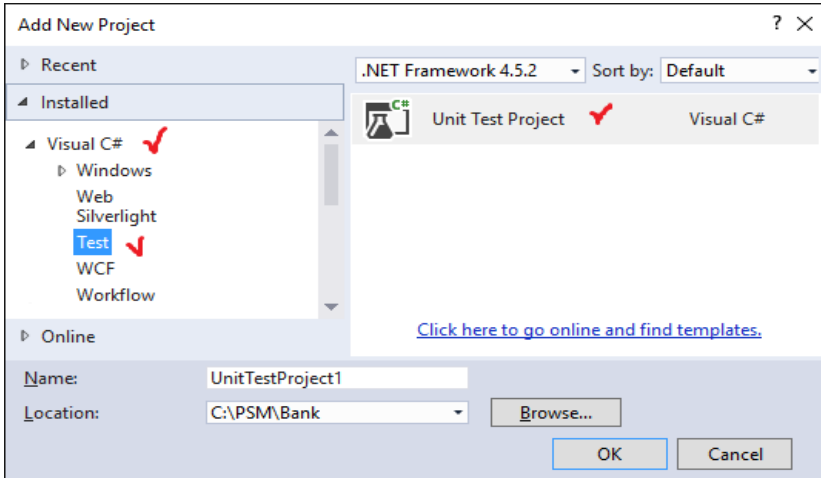 Add New Project
Recent
.NET Framework 4.5.2 Sort by: Default
Installed
C# Unit Test Project Visual C#
Visual C#
Windows
Web
Silverlight
Test
WCF
Workflow
Online
Click here to go online and find templates.
Name: UnitTestProject1
Location: C:\PSM\Bank Browse...
OK Cancel